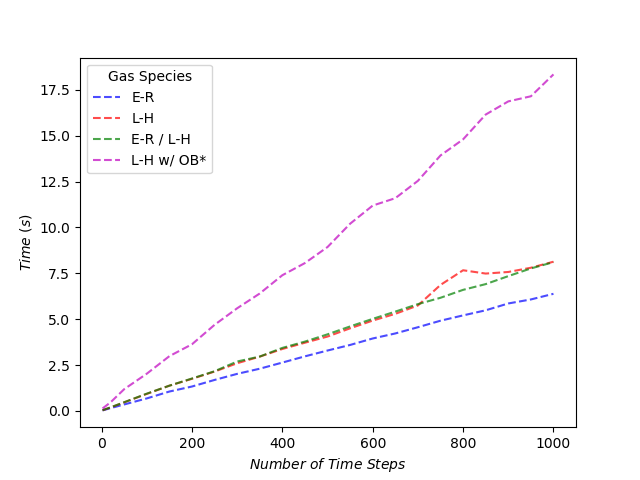 Gas Species
E-R
L-H
E-R / L-H
L-H w/ OB*
17.5
15.0
12.5
10.0
7.5
5.0
2.5
0.0
Time (s)
0 200 400 600 800 1000
Number of Time Steps